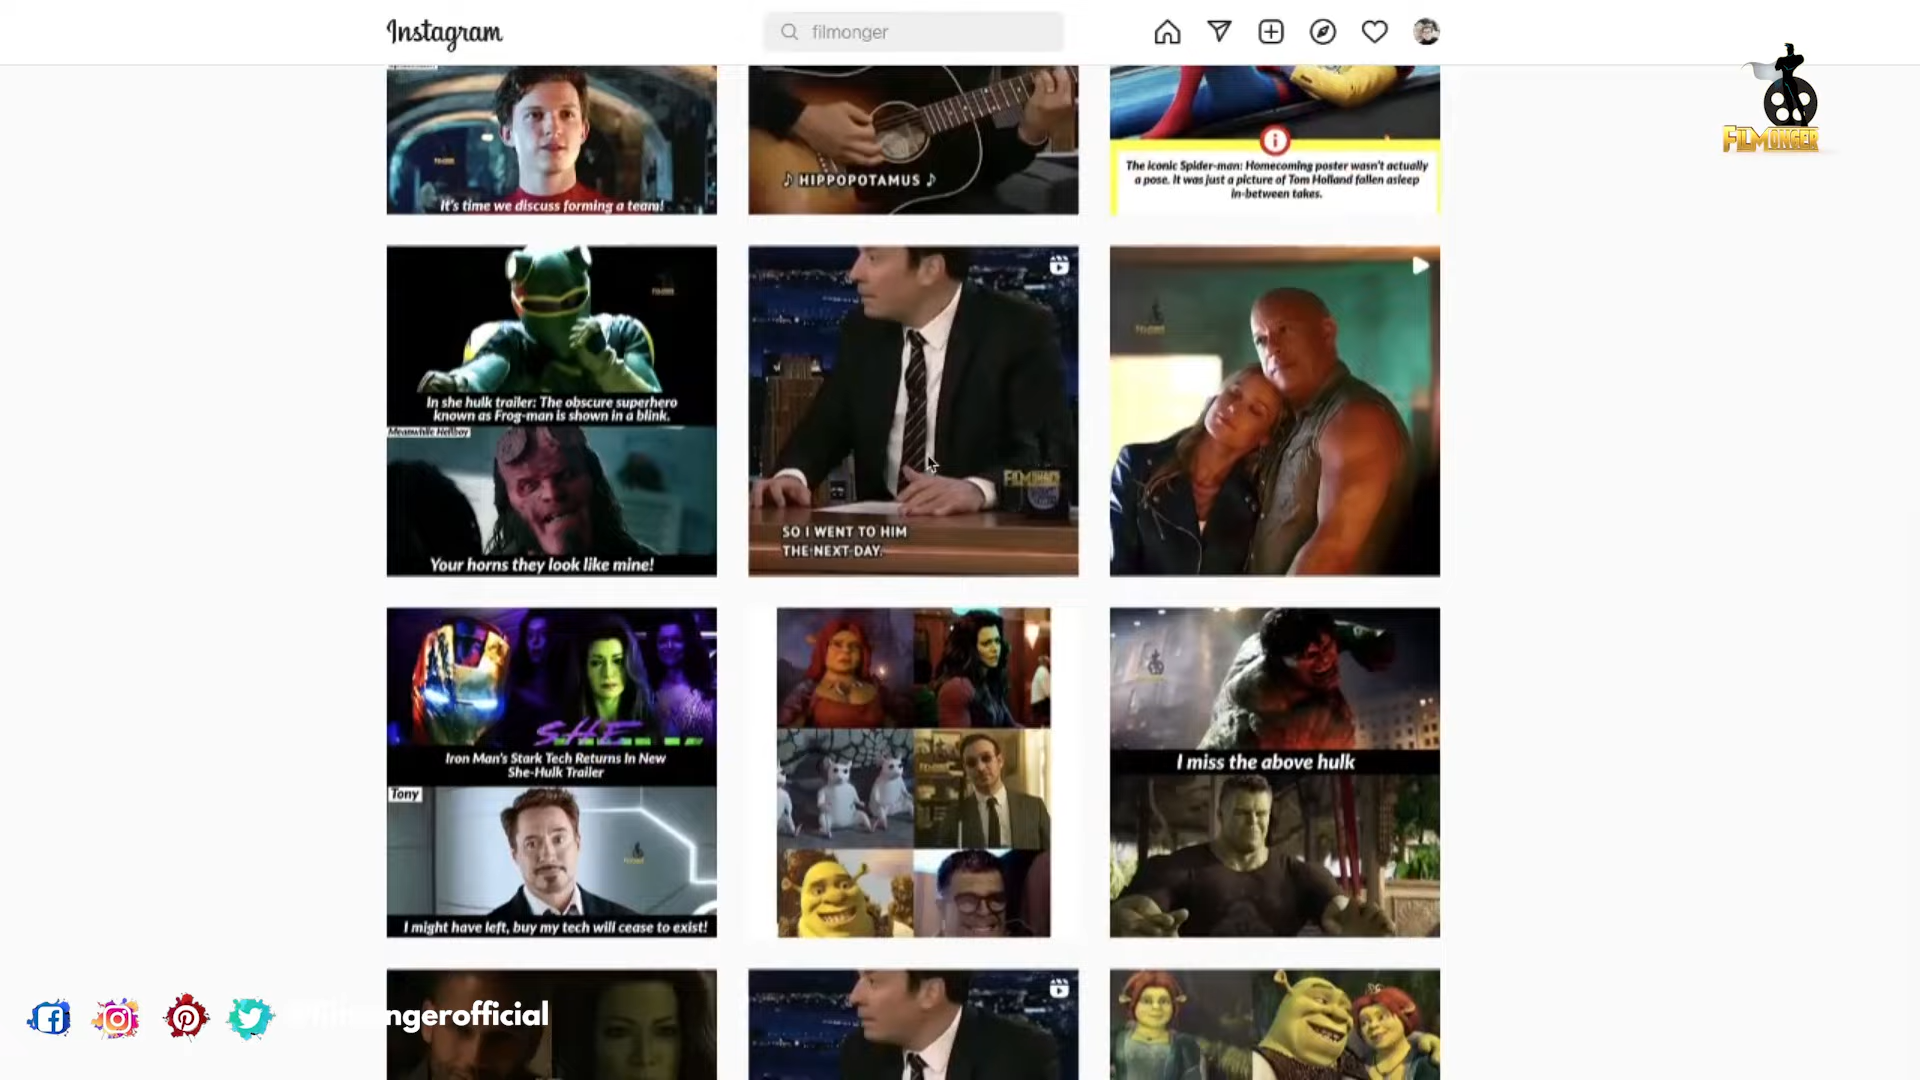 Instagram
filmonger
FILMONGER
It's time we discuss forming a team!
♪ HIPPOPOTAMUS ♪
The iconic Spider-man: Homecoming poster wasn't actually
a pose. It was just a picture of Tom Holland fallen asleep
in-between takes.
In she hulk trailer: The obscure superhero
known as Frog-man is shown in a blink.
Meanwhile Hellboy
Your horns they look like mine!
FILMONGER
SO I WENT TO HIM
THE NEXT DAY.
SHE
Iron Man's Stark Tech Returns In New
She-Hulk Trailer
Tony
I might have left, buy my tech will cease to exist!
I miss the above hulk
@filmongerofficial